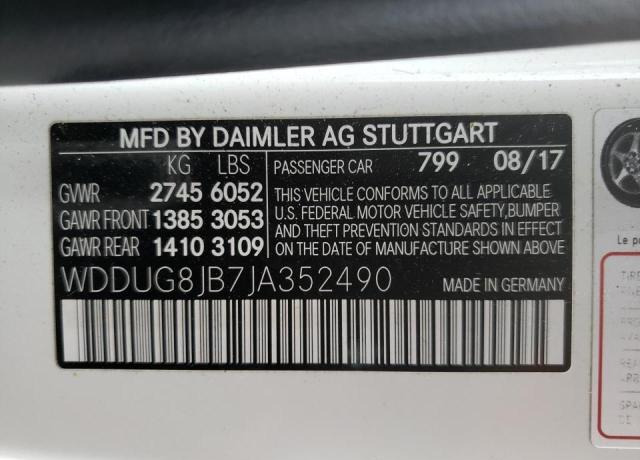 MFD BY DAIMLER AG STUTTGART
KG LBS
GVWR 2745 6052
GAWR FRONT 1385 3053
GAWR REAR 1410 3109
PASSENGER CAR 799 08/17
THIS VEHICLE CONFORMS TO ALL APPLICABLE
U.S. FEDERAL MOTOR VEHICLE SAFETY,BUMPER
AND THEFT PREVENTION STANDARDS IN EFFECT
ON THE DATE OF MANUFACTURE SHOWN ABOVE.
WDDUG8JB7JA352490 MADE IN GERMANY
Le